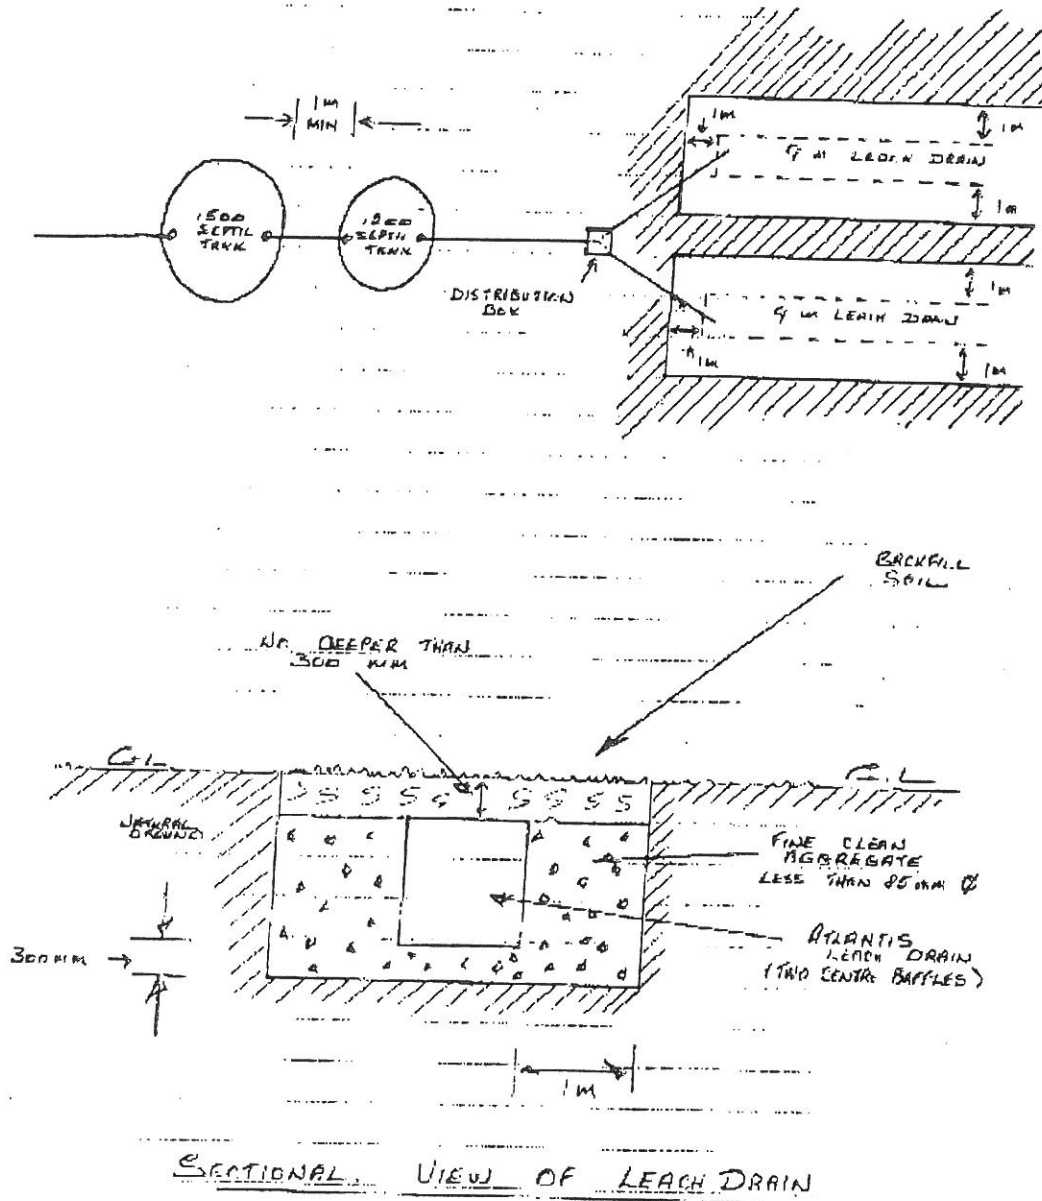 1M
MIN
1500
SEPTIC
TANK
SEPTIC
TANK
DISTRIBUTION
BOX
1M
9 M LEACH DRAIN
1M
1M
1M
9 M LEACH DRAIN
1M
1M
BACKFILL
SOIL
NO DEEPER THAN
300 MM
G.L
G.L
NATURAL
GROUND
FINE CLEAN
AGGREGATE
LESS THAN 85 MM Ø
300 MM
ATLANTIS
LEACH DRAIN
(TWO CENTRE BAFFLES)
1M
SECTIONAL VIEW OF LEACH DRAIN